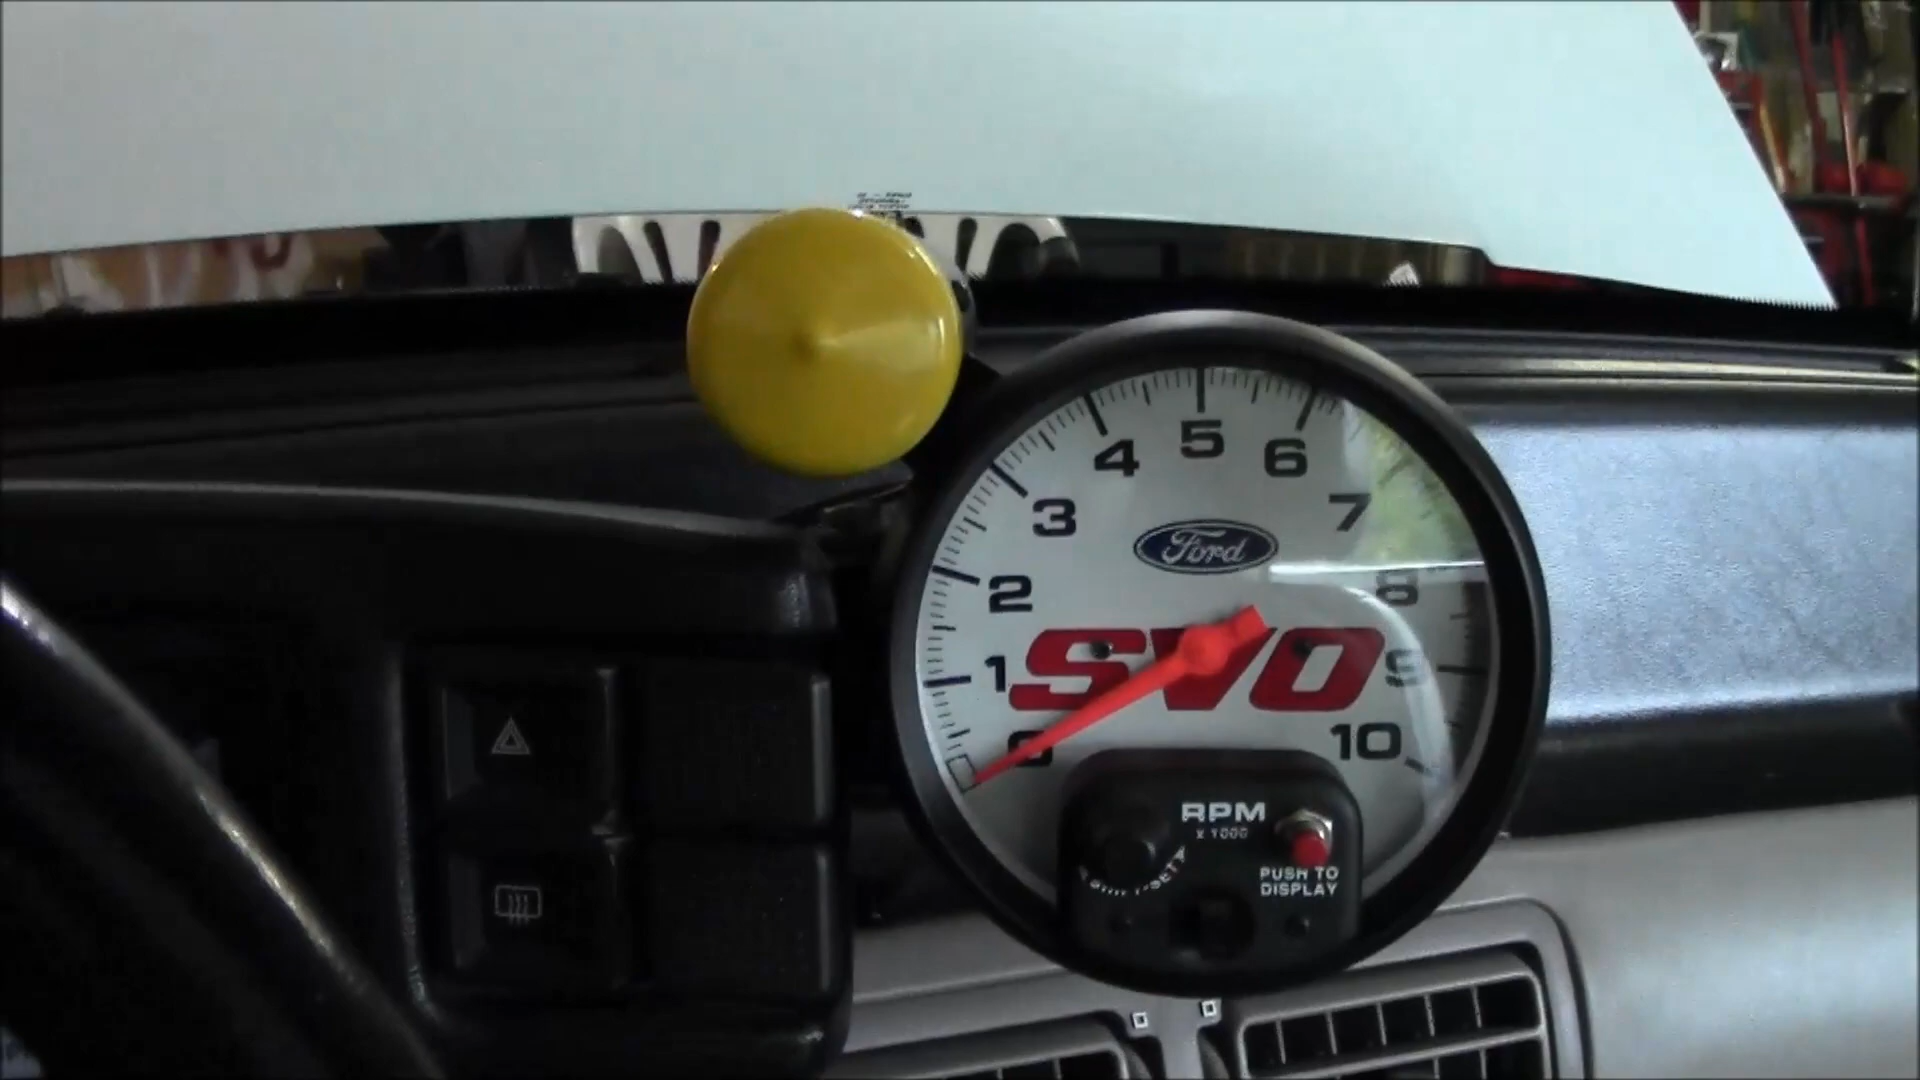 4 5 6
3 7
Ford
2 8
SVO
1 9
0 10
RPM
x 1000
PUSH TO
DISPLAY